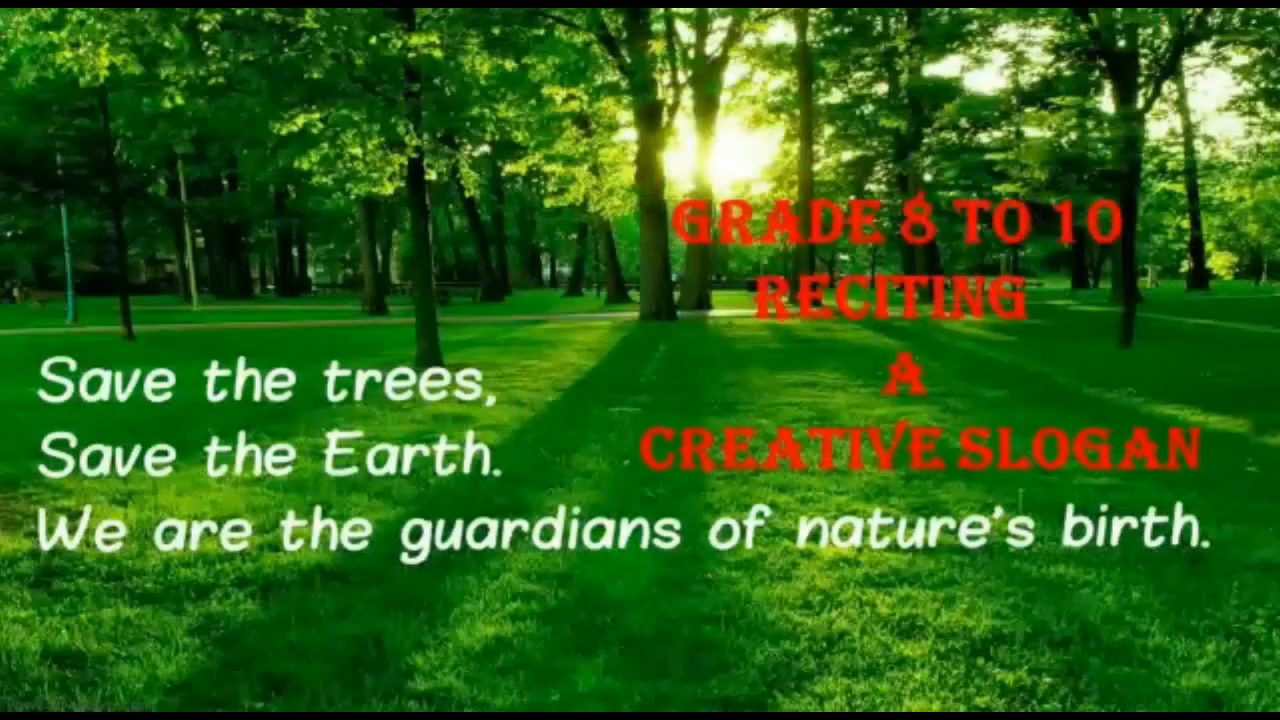 GRADE 8 TO 10
RECITING
A
CREATIVE SLOGAN
Save the trees,
Save the Earth.
We are the guardians of nature's birth.